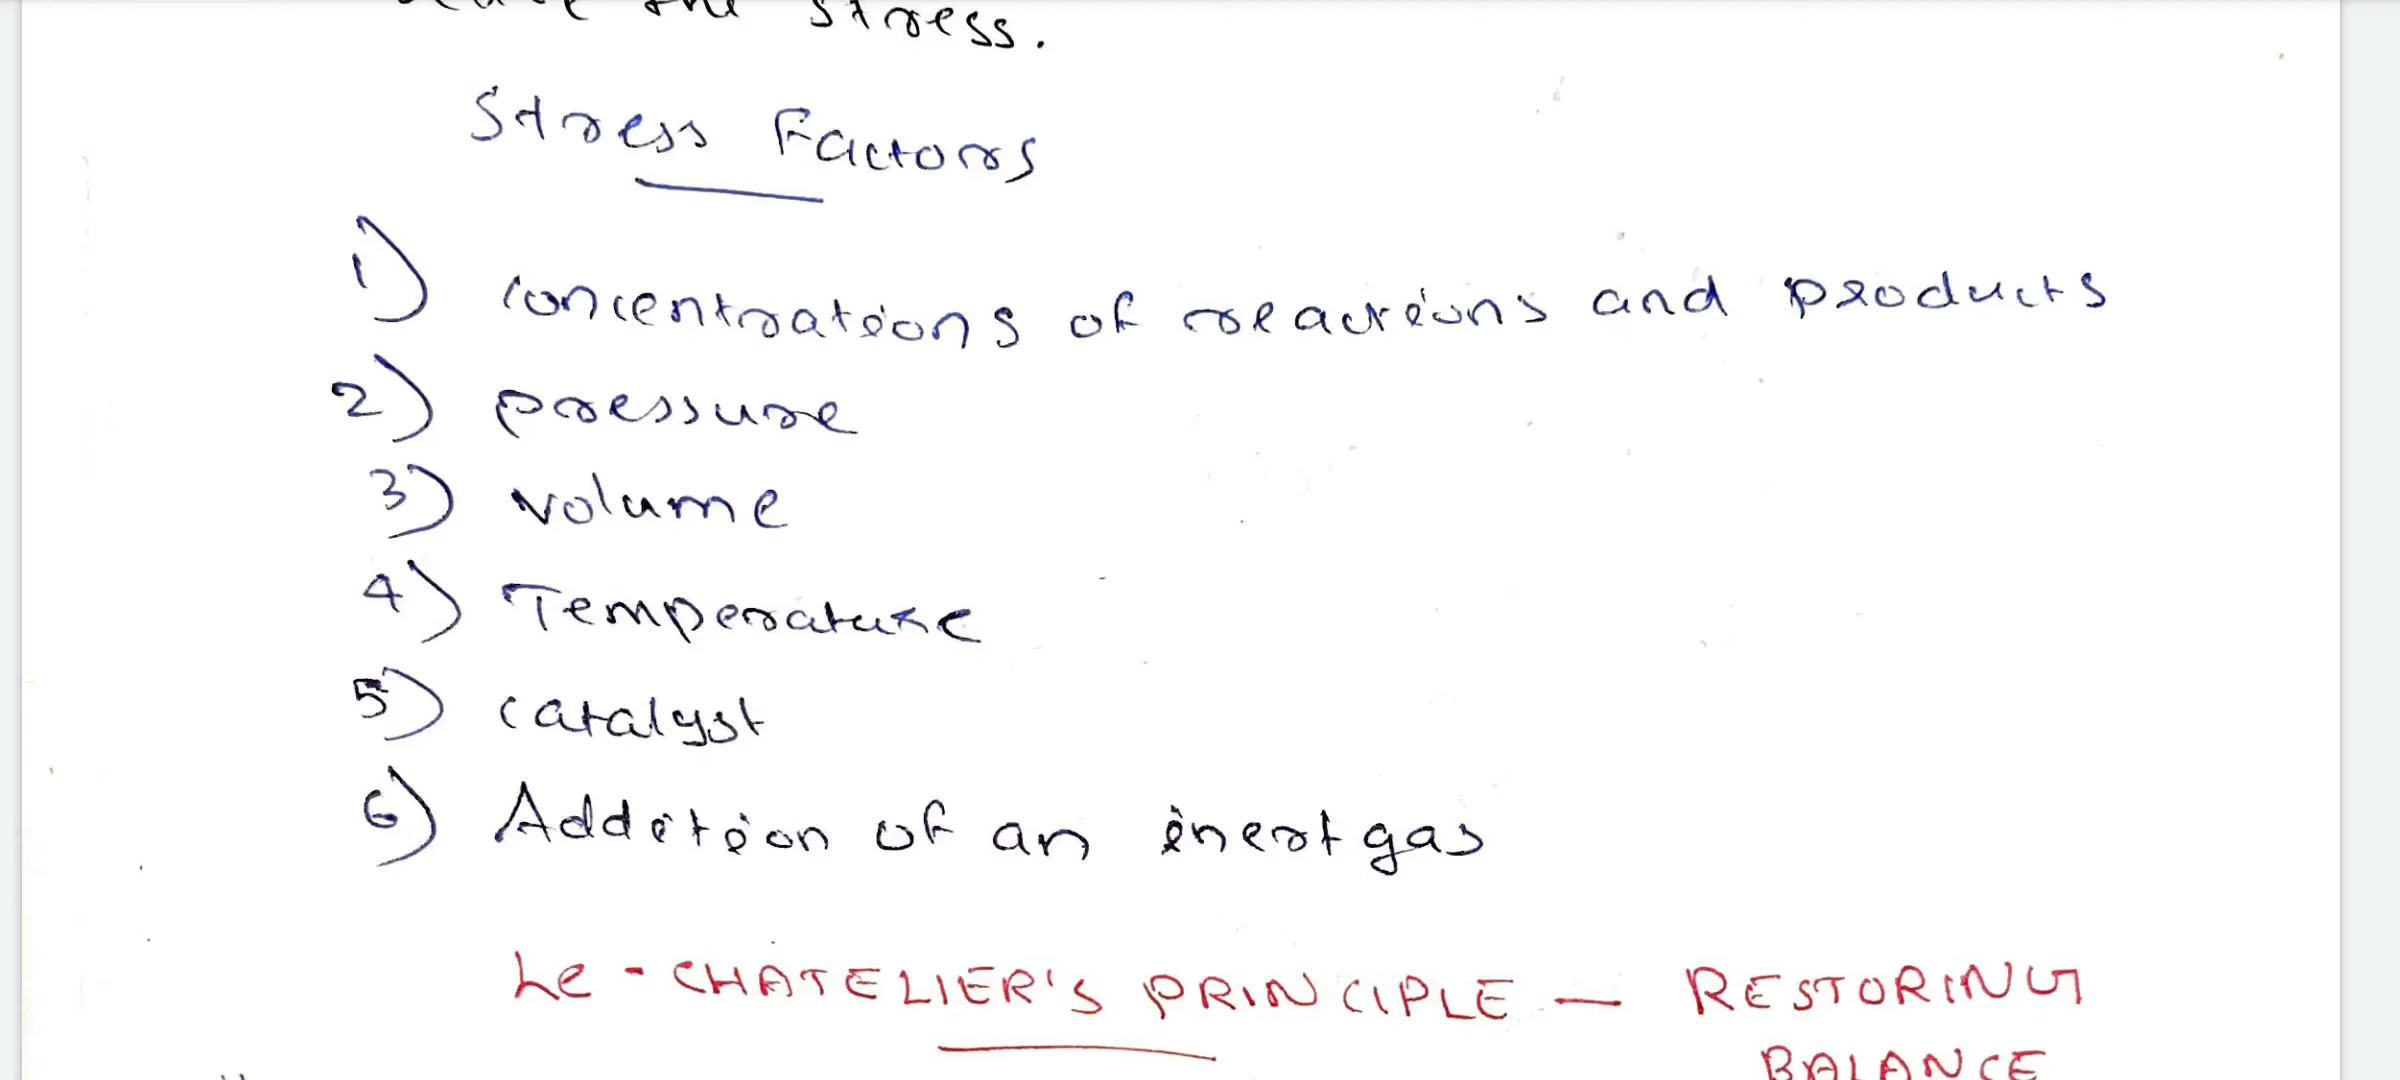 the stress.
Stress Factors
1) concentrations of reactions and products
2) pressure
3) volume
4) Temperature
5) catalyst
6) Addition of an inert gas
Le - CHATELIER'S PRINCIPLE — RESTORING
BALANCE